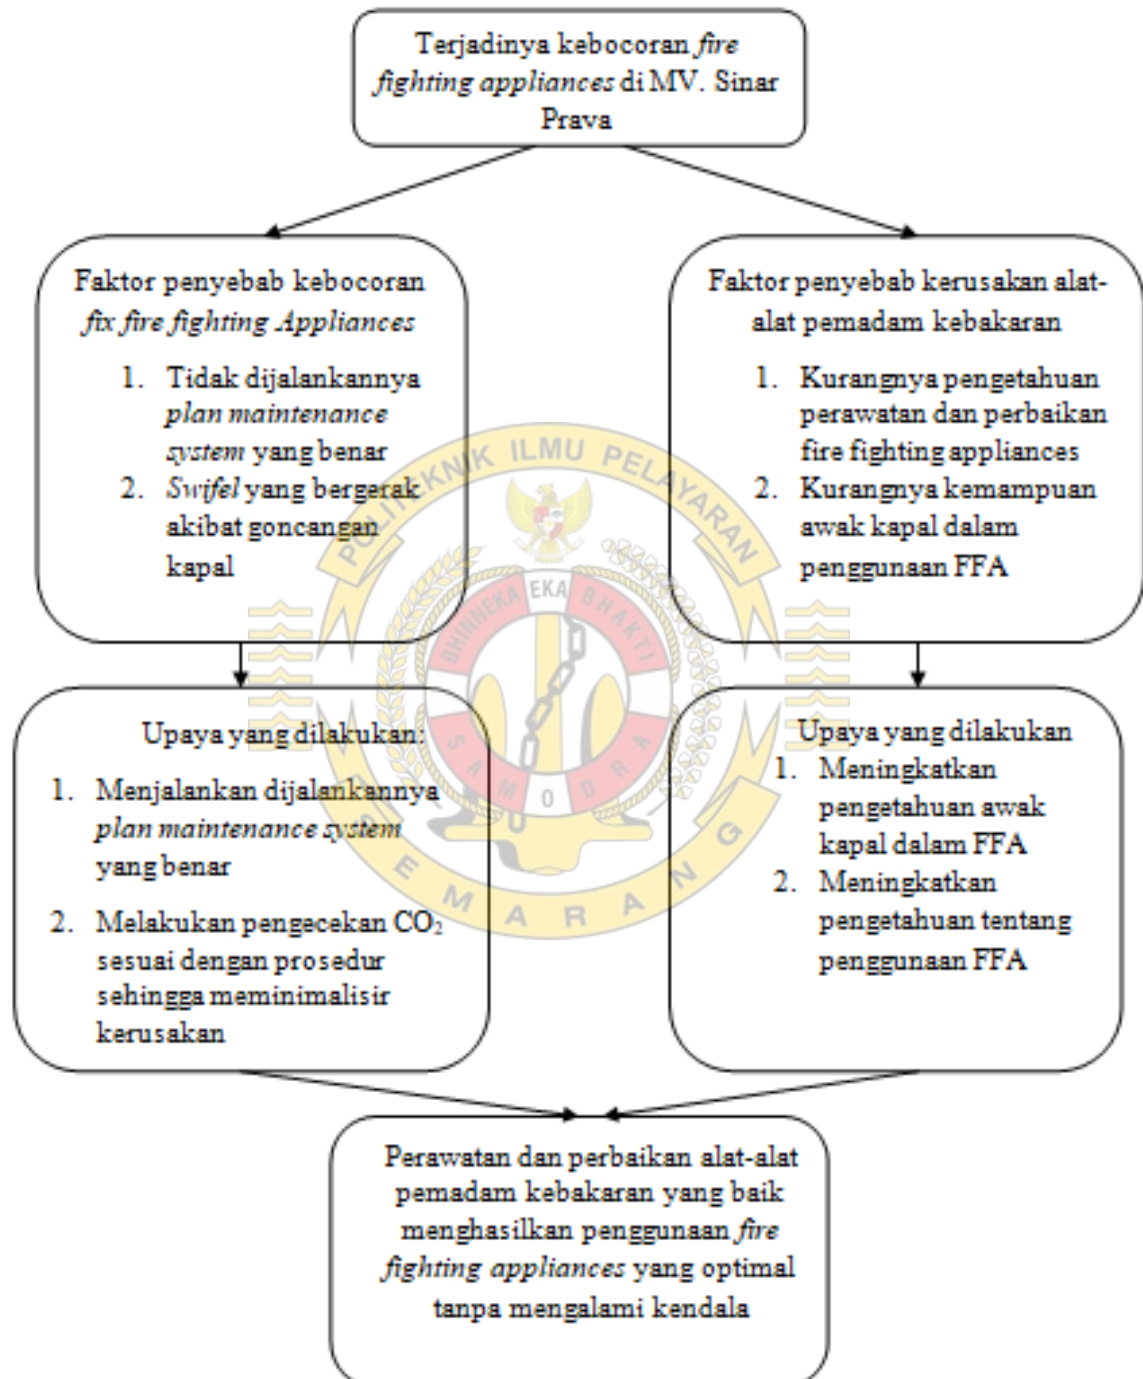 Terjadinya kebocoran fire
fighting appliances di MV. Sinar
Prava
Faktor penyebab kebocoran
fix fire fighting Appliances
1. Tidak dijalankannya
plan maintenance
system yang benar
2. Swifel yang bergerak
akibat goncangan
kapal
Faktor penyebab kerusakan alat-
alat pemadam kebakaran
1. Kurangnya pengetahuan
perawatan dan perbaikan
fire fighting appliances
2. Kurangnya kemampuan
awak kapal dalam
penggunaan FFA
POLITEKNIK ILMU PELAYARAN
BHINNEKA EKA BHAKTI
SAMODRA
SEMARANG
Upaya yang dilakukan:
1. Menjalankan dijalankannya
plan maintenance system
yang benar
2. Melakukan pengecekan CO₂
sesuai dengan prosedur
sehingga meminimalisir
kerusakan
Upaya yang dilakukan
1. Meningkatkan
pengetahuan awak
kapal dalam FFA
2. Meningkatkan
pengetahuan tentang
penggunaan FFA
Perawatan dan perbaikan alat-alat
pemadam kebakaran yang baik
menghasilkan penggunaan fire
fighting appliances yang optimal
tanpa mengalami kendala